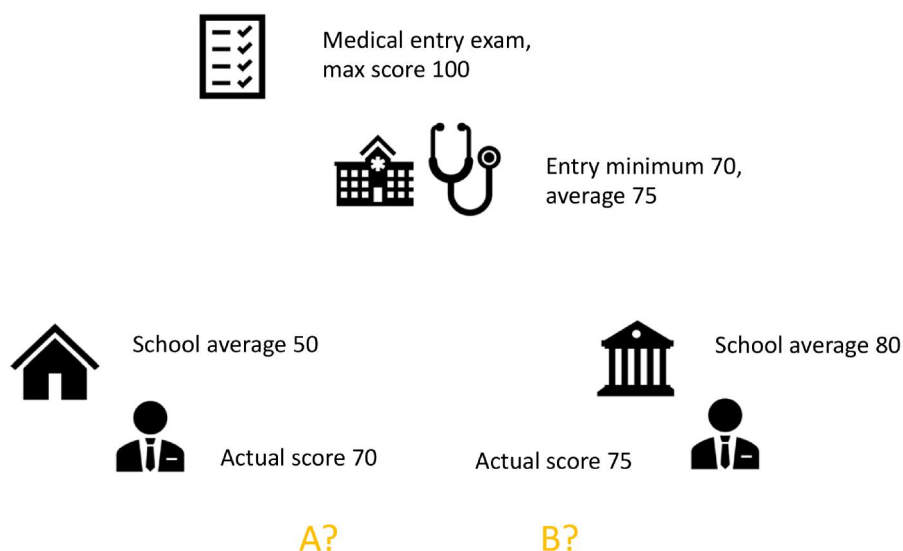 Medical entry exam,
max score 100
Entry minimum 70,
average 75
School average 50
School average 80
Actual score 70
Actual score 75
A?
B?